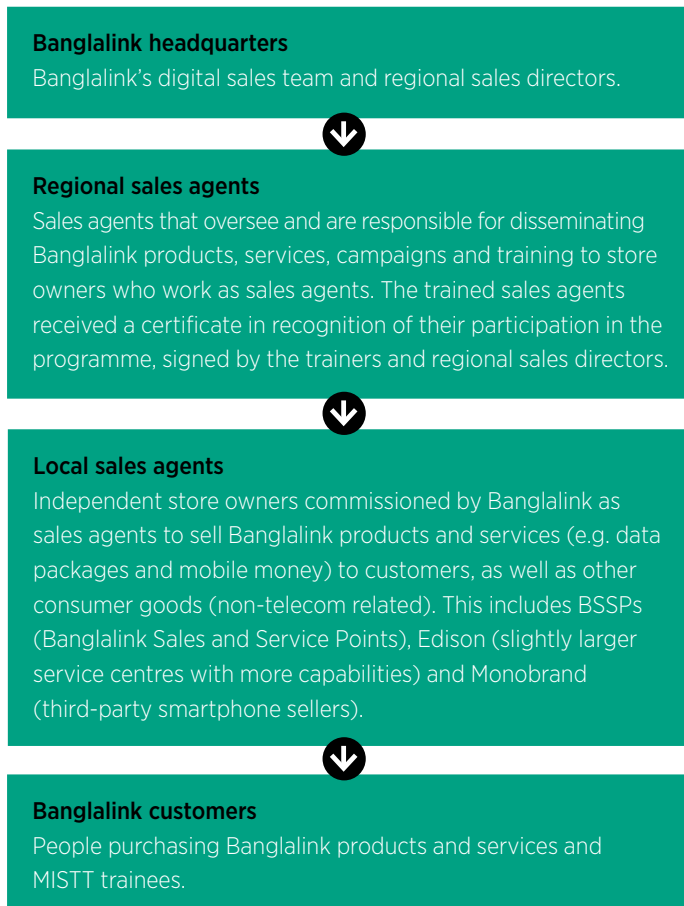 Banglalink headquarters
Banglalink’s digital sales team and regional sales directors.
Regional sales agents
Sales agents that oversee and are responsible for disseminating
Banglalink products, services, campaigns and training to store
owners who work as sales agents. The trained sales agents
received a certificate in recognition of their participation in the
programme, signed by the trainers and regional sales directors.
Local sales agents
Independent store owners commissioned by Banglalink as
sales agents to sell Banglalink products and services (e.g. data
packages and mobile money) to customers, as well as other
consumer goods (non-telecom related). This includes BSSPs
(Banglalink Sales and Service Points), Edison (slightly larger
service centres with more capabilities) and Monobrand
(third-party smartphone sellers).
Banglalink customers
People purchasing Banglalink products and services and
MISTT trainees.